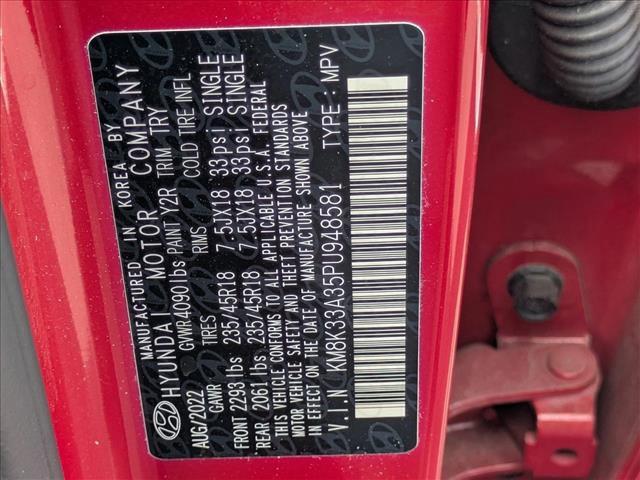 MANUFACTURED IN KOREA BY
HYUNDAI MOTOR COMPANY
AUG/2022 GVWR 4090 lbs PAINT Y2R TRIM TRY
GAWR TIRES RIMS COLD TIRE INFL
FRONT 2293 lbs 235/45R18 7.5JX18 33psi SINGLE
REAR 2061 lbs 235/45R18 7.5JX18 33psi SINGLE
THIS VEHICLE CONFORMS TO ALL APPLICABLE U.S.A. FEDERAL
MOTOR VEHICLE SAFETY AND THEFT PREVENTION STANDARDS
IN EFFECT ON THE DATE OF MANUFACTURE SHOWN ABOVE
V.I.N : KM8K33A35PU948581 TYPE : MPV